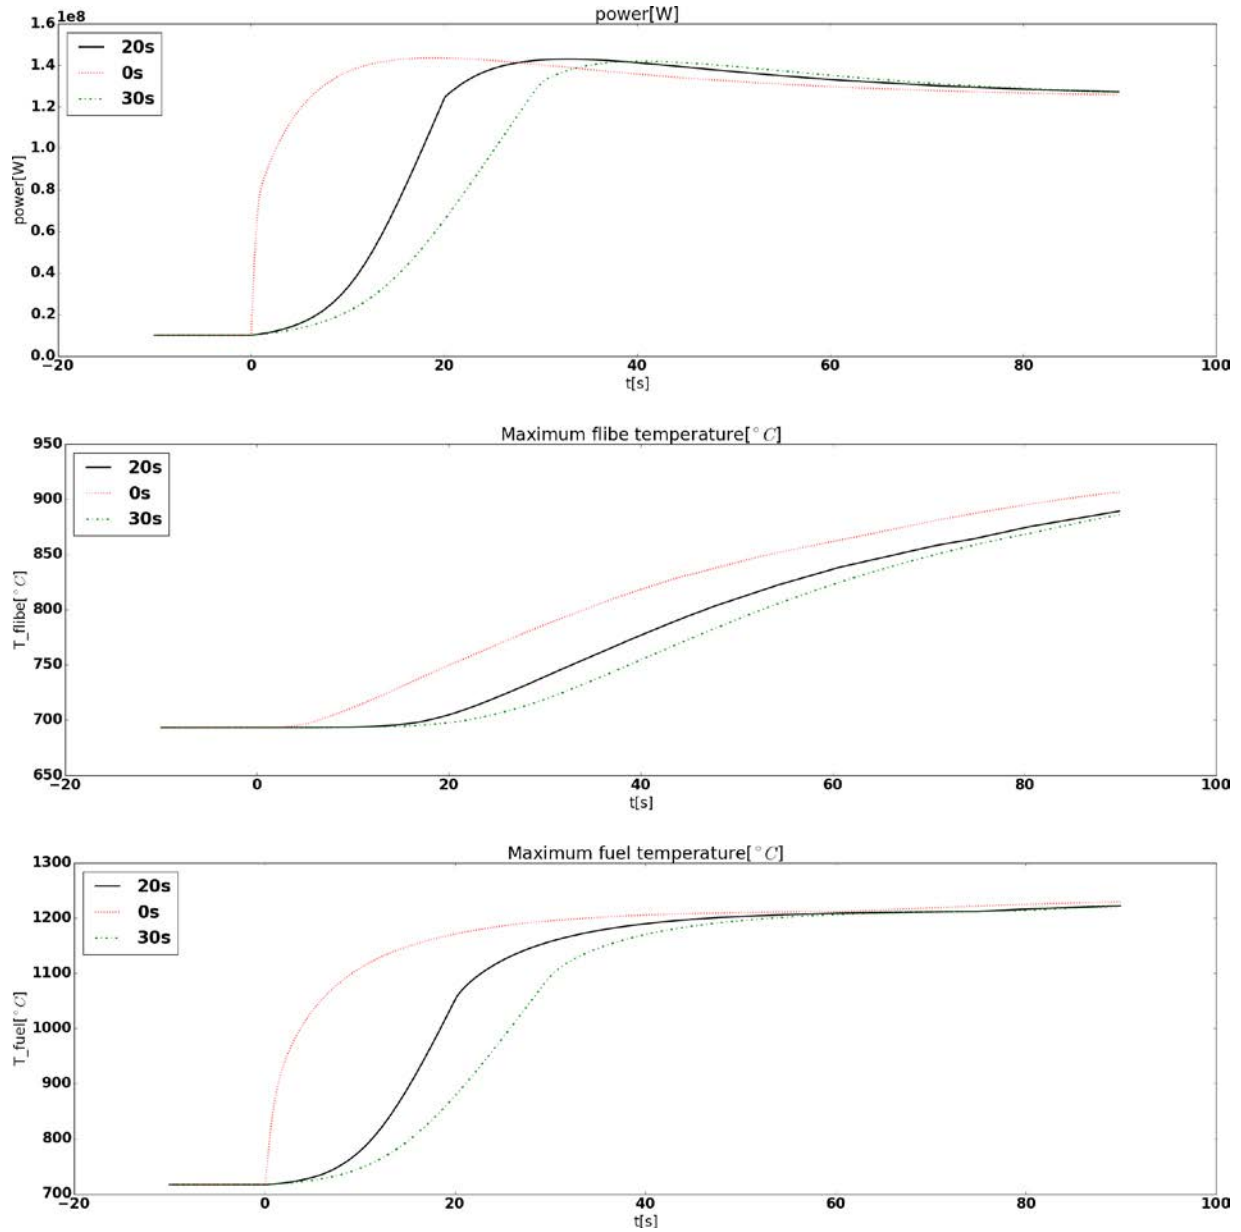 power[W]
1e8
1.6
1.4
1.2
1.0
0.8
0.6
0.4
0.2
0.0
power[W]
20s
0s
30s
−20 0 20 40 60 80 100
t[s]
Maximum flibe temperature[°C]
950
900
850
800
750
700
650
T_flibe[°C]
20s
0s
30s
−20 0 20 40 60 80 100
t[s]
Maximum fuel temperature[°C]
1300
1200
1100
1000
900
800
700
T_fuel[°C]
20s
0s
30s
−20 0 20 40 60 80 100
t[s]